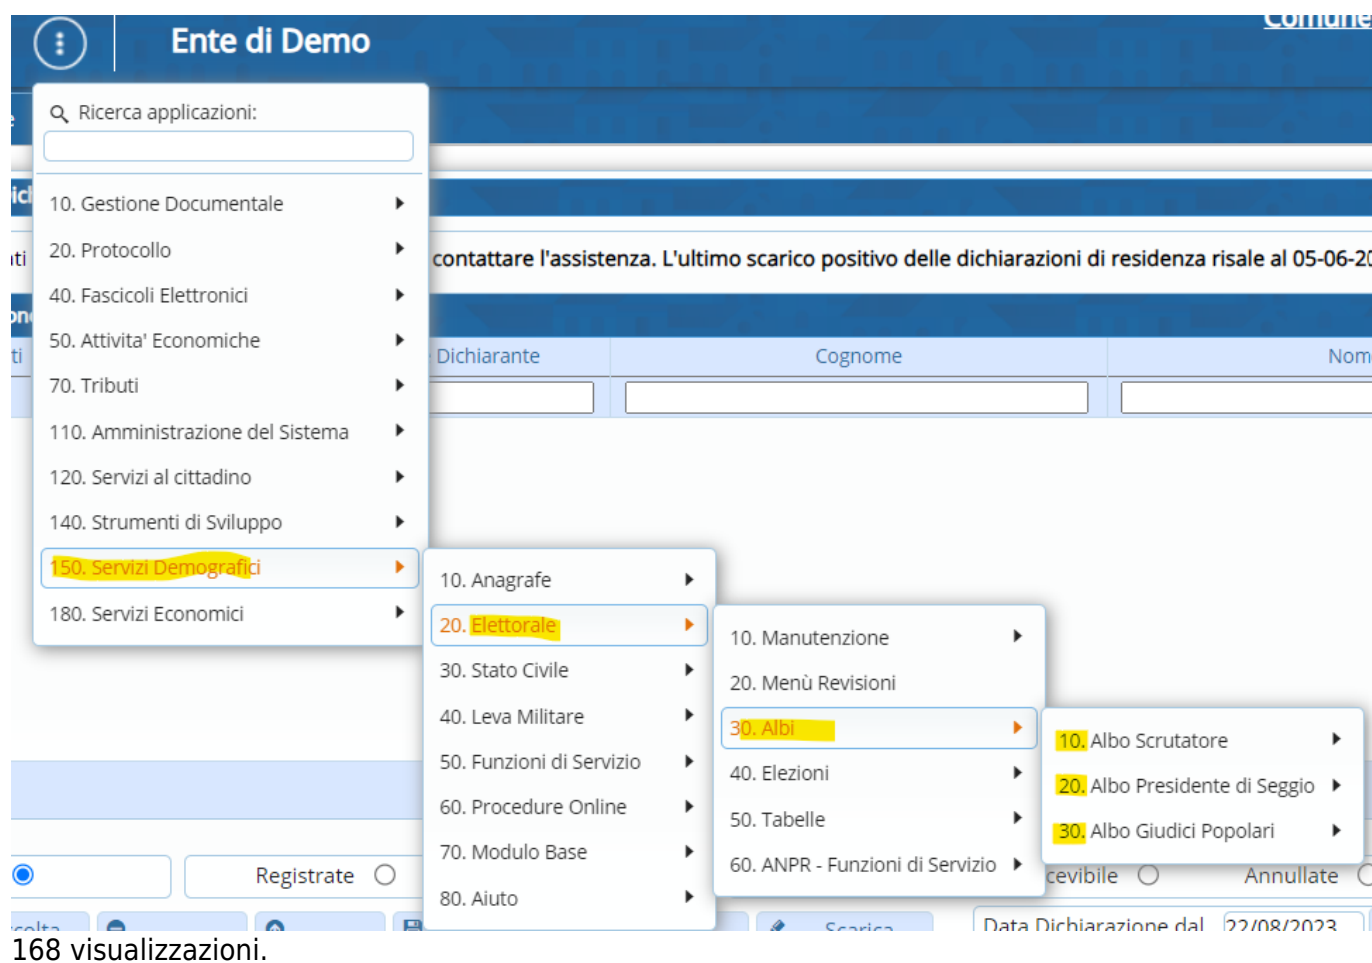 Comune
Ente di Demo
Ricerca applicazioni:
10. Gestione Documentale
20. Protocollo
contattare l'assistenza. L'ultimo scarico positivo delle dichiarazioni di residenza risale al 05-06-20
40. Fascicoli Elettronici
50. Attivita' Economiche
Dichiarante
Cognome
Nom
70. Tributi
110. Amministrazione del Sistema
120. Servizi al cittadino
140. Strumenti di Sviluppo
150. Servizi Demografici
180. Servizi Economici
10. Anagrafe
20. Elettorale
30. Stato Civile
40. Leva Militare
50. Funzioni di Servizio
60. Procedure Online
70. Modulo Base
80. Aiuto
10. Manutenzione
20. Menù Revisioni
30. Albi
40. Elezioni
50. Tabelle
60. ANPR - Funzioni di Servizio
10. Albo Scrutatore
20. Albo Presidente di Seggio
30. Albo Giudici Popolari
Registrate
cevibile
Annullate
Scarica
Data Dichiarazione dal 22/08/2023
168 visualizzazioni.